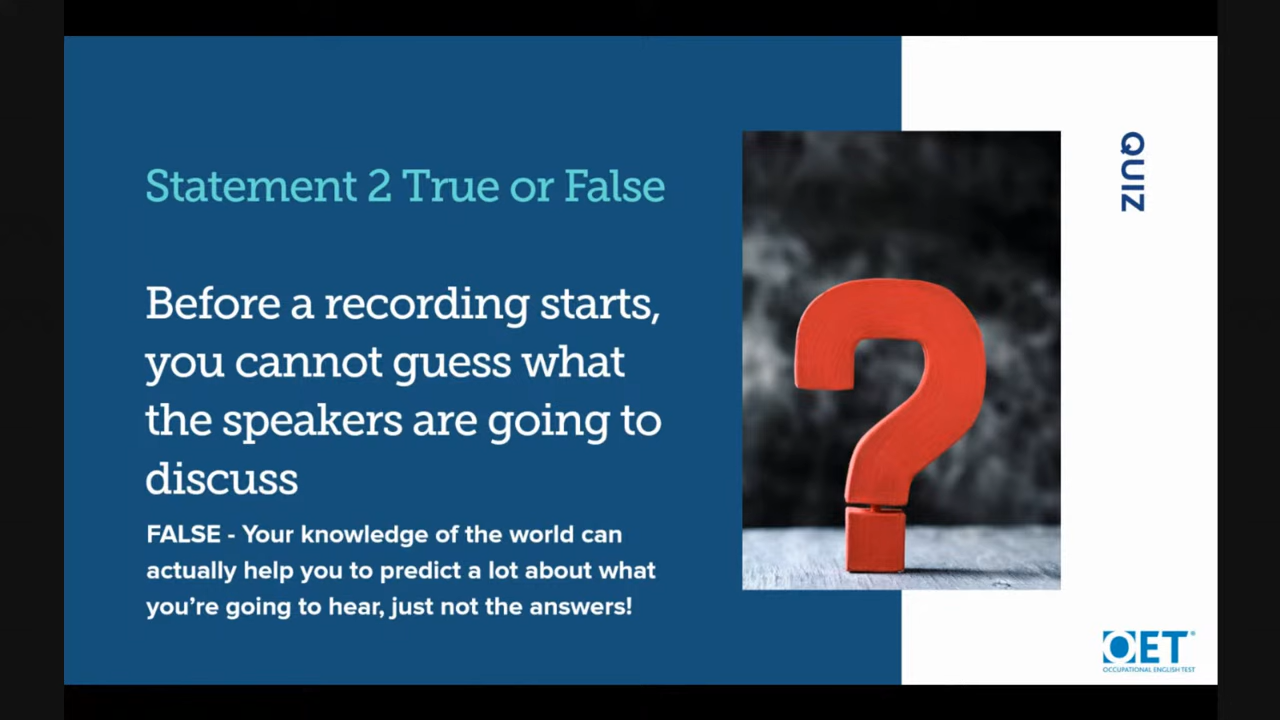 Statement 2 True or False
Before a recording starts,
you cannot guess what
the speakers are going to
discuss
FALSE - Your knowledge of the world can
actually help you to predict a lot about what
you’re going to hear, just not the answers!
QUIZ
?
OET®
OCCUPATIONAL ENGLISH TEST